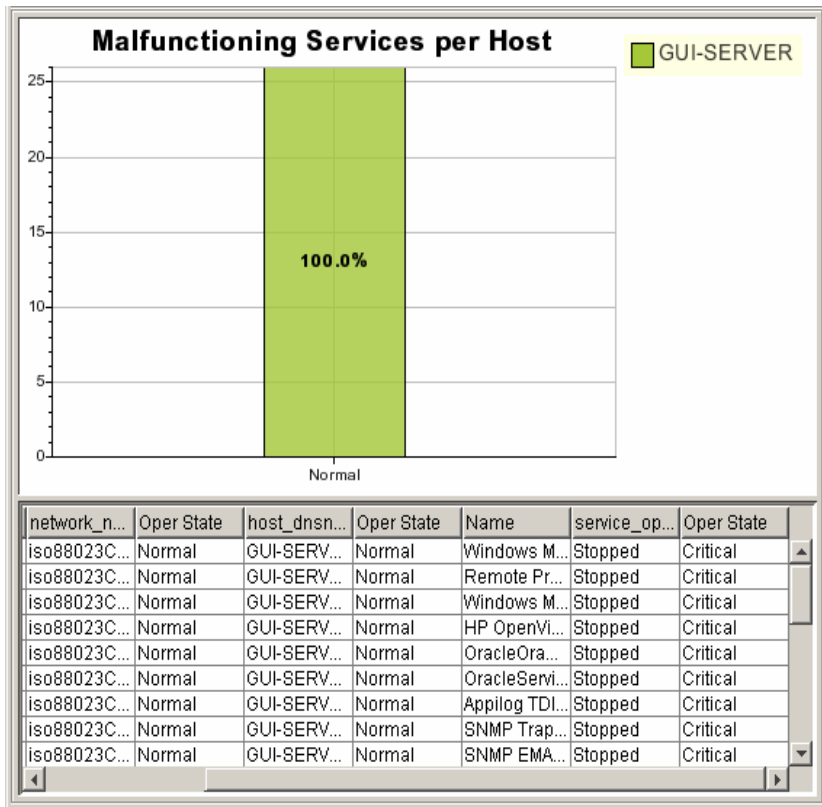 Malfunctioning Services per Host
GUI-SERVER
25
20
15
100.0%
10
5
0
Normal
network_n... Oper State host_dnsn... Oper State Name service_op... Oper State
iso88023C... Normal GUI-SERV... Normal Windows M... Stopped Critical
iso88023C... Normal GUI-SERV... Normal Remote Pr... Stopped Critical
iso88023C... Normal GUI-SERV... Normal Windows M... Stopped Critical
iso88023C... Normal GUI-SERV... Normal HP OpenVi... Stopped Critical
iso88023C... Normal GUI-SERV... Normal OracleOra... Stopped Critical
iso88023C... Normal GUI-SERV... Normal OracleServi... Stopped Critical
iso88023C... Normal GUI-SERV... Normal Appilog TDI... Stopped Critical
iso88023C... Normal GUI-SERV... Normal SNMP Trap... Stopped Critical
iso88023C... Normal GUI-SERV... Normal SNMP EMA... Stopped Critical